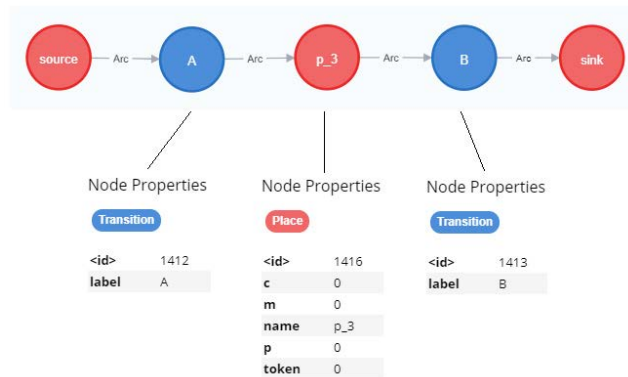 source Arc A Arc p_3 Arc B Arc sink
Node Properties
Transition
<id> 1412
label A
Node Properties
Place
<id> 1416
c 0
m 0
name p_3
p 0
token 0
Node Properties
Transition
<id> 1413
label B